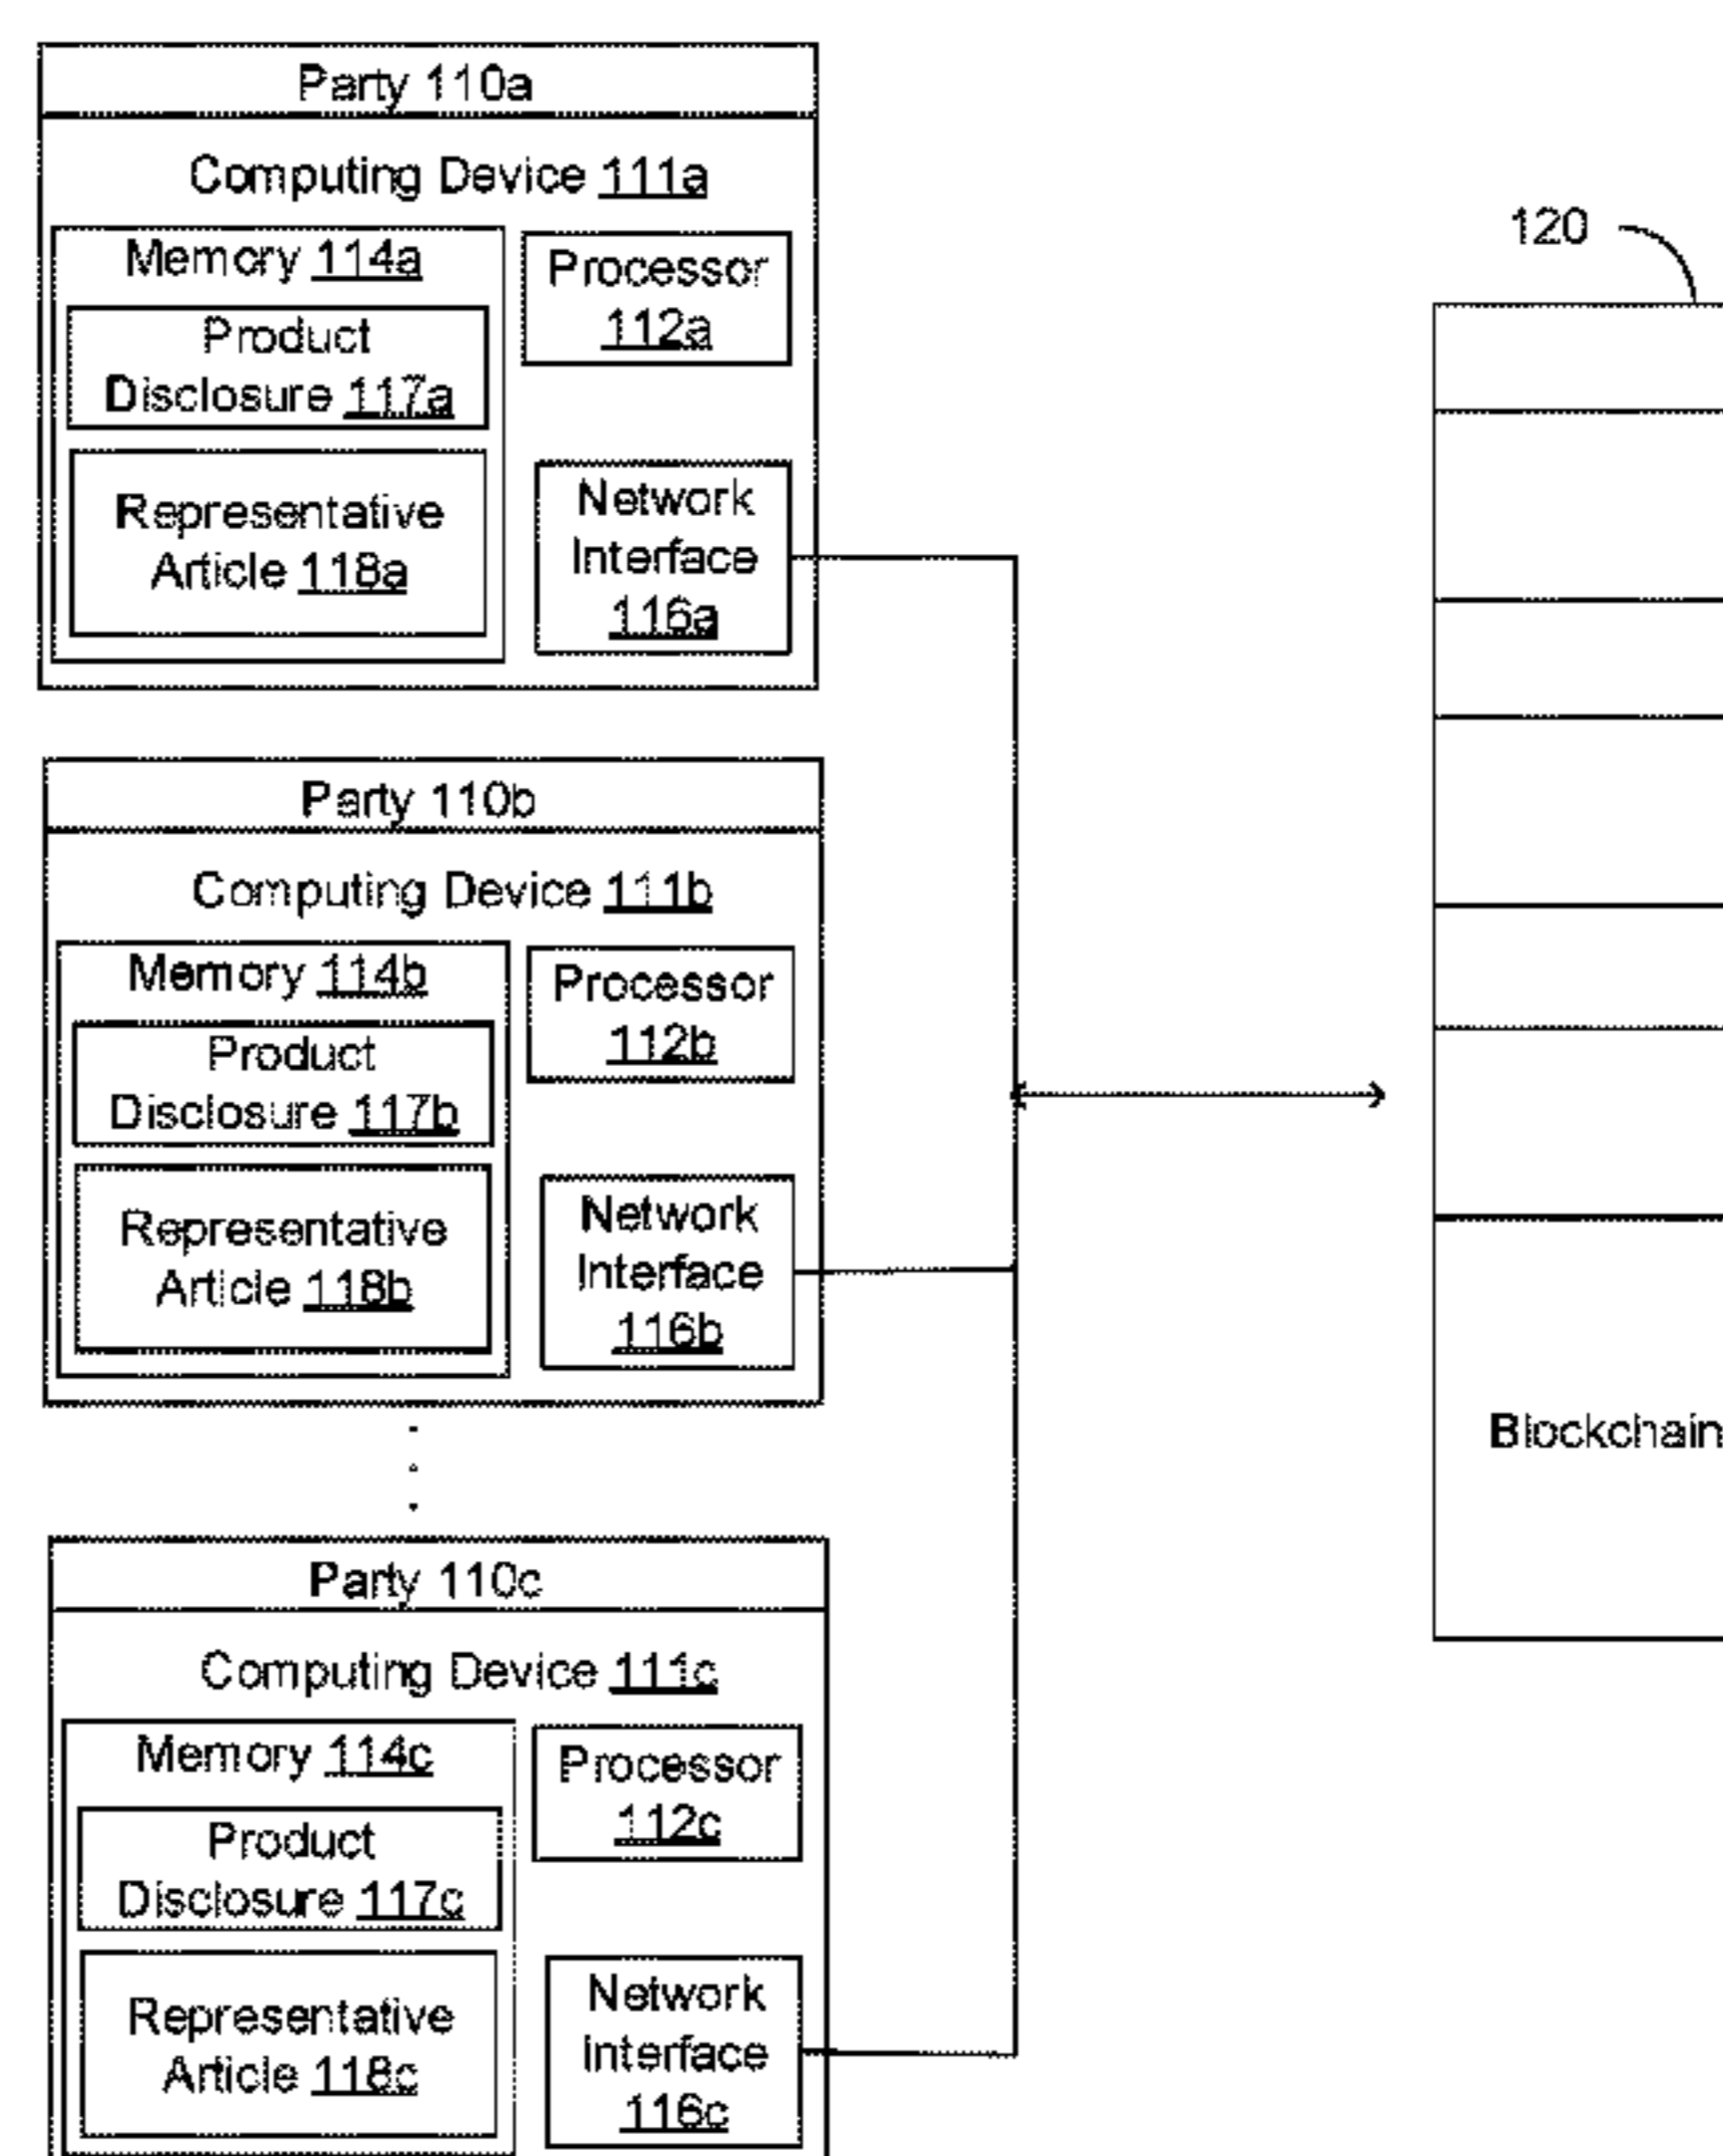 Party 110a
Computing Device 111a
Memory 114a
Product
Disclosure 117a
Representative
Article 118a
Processor
112a
Network
Interface
116a
Party 110b
Computing Device 111b
Memory 114b
Product
Disclosure 117b
Representative
Article 118b
Processor
112b
Network
Interface
116b
Party 110c
Computing Device 111c
Memory 114c
Product
Disclosure 117c
Representative
Article 118c
Processor
112c
Network
Interface
116c
120
Blockchain